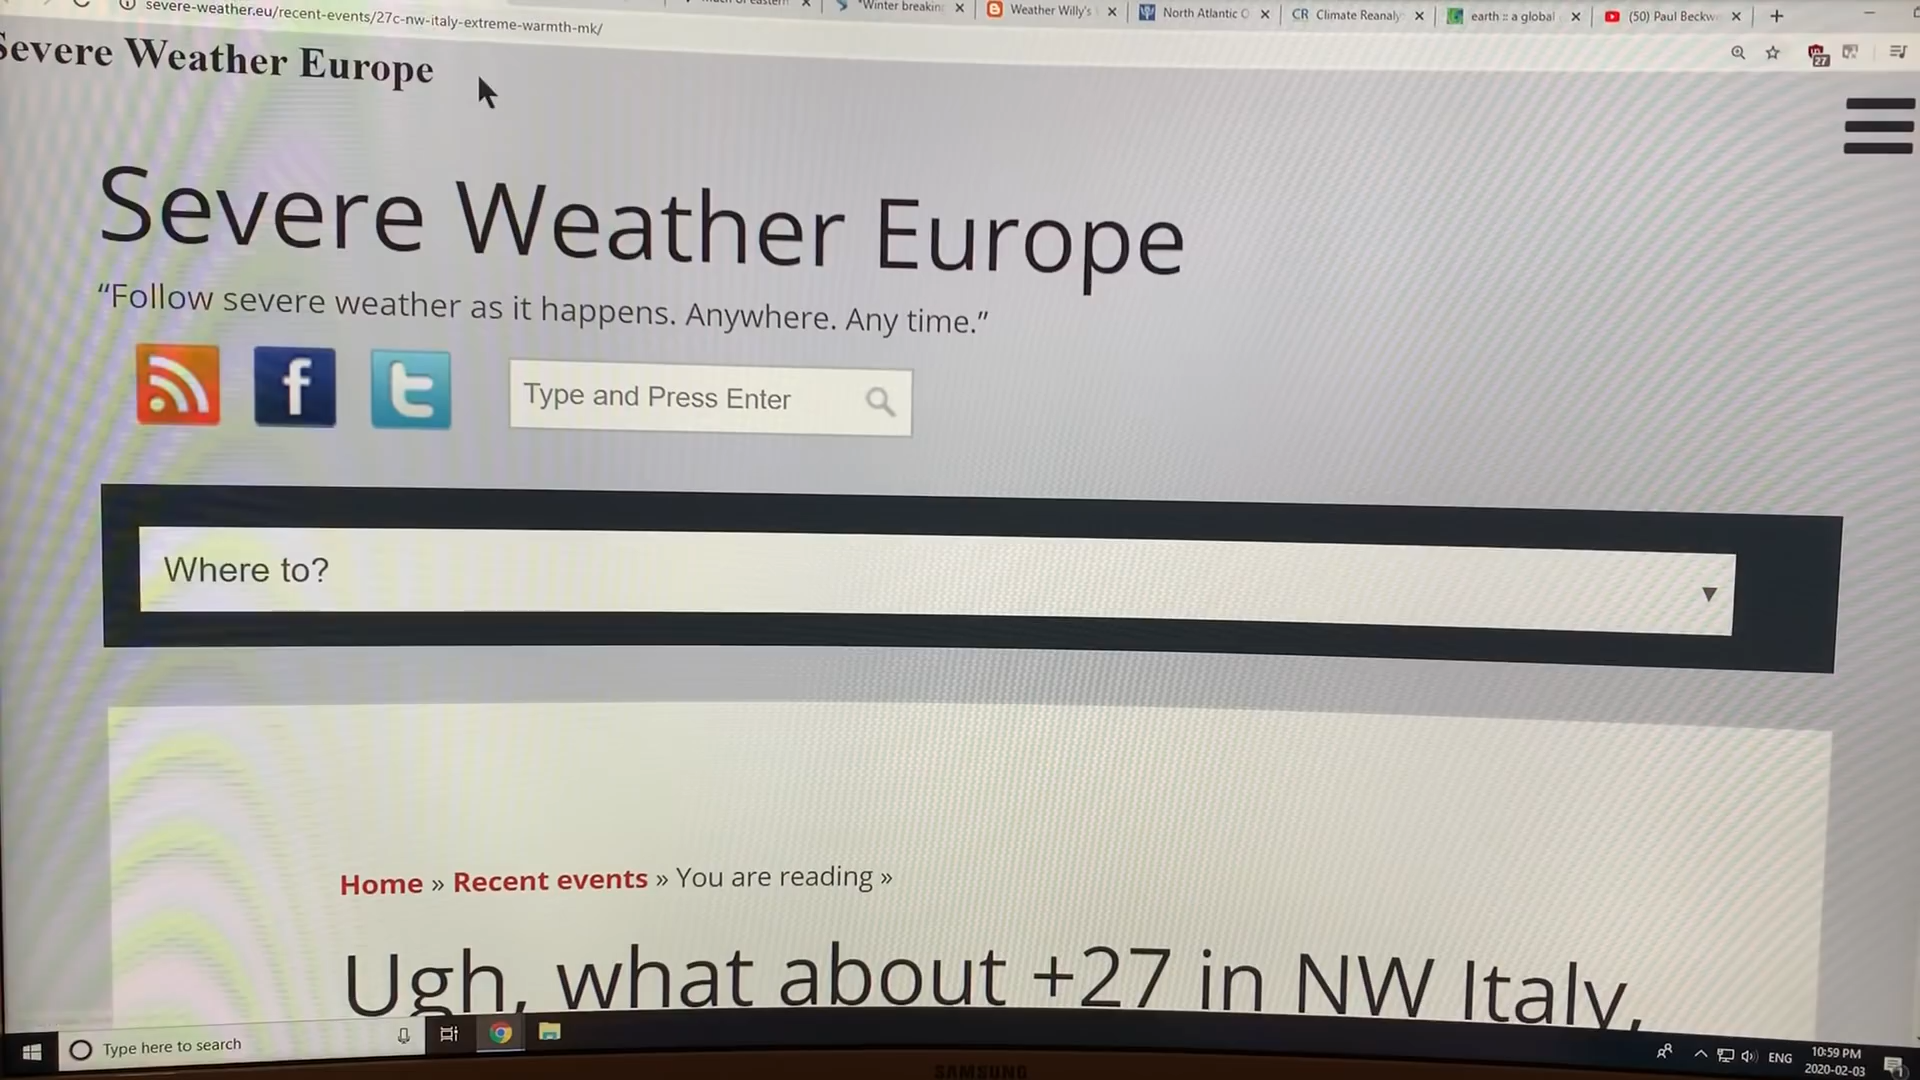 severe-weather.eu/recent-events/27c-nw-italy-extreme-warmth-mk/
"Winter breakin
Weather Willy's
North Atlantic O
CR Climate Reanaly
earth :: a global
(50) Paul Beckw
27
Severe Weather Europe
Severe Weather Europe
“Follow severe weather as it happens. Anywhere. Any time.”
Type and Press Enter
Where to?
Home » Recent events » You are reading »
Ugh, what about +27 in NW Italy,
Type here to search
ENG
10:59 PM
2020-02-03
1
SAMSUNG